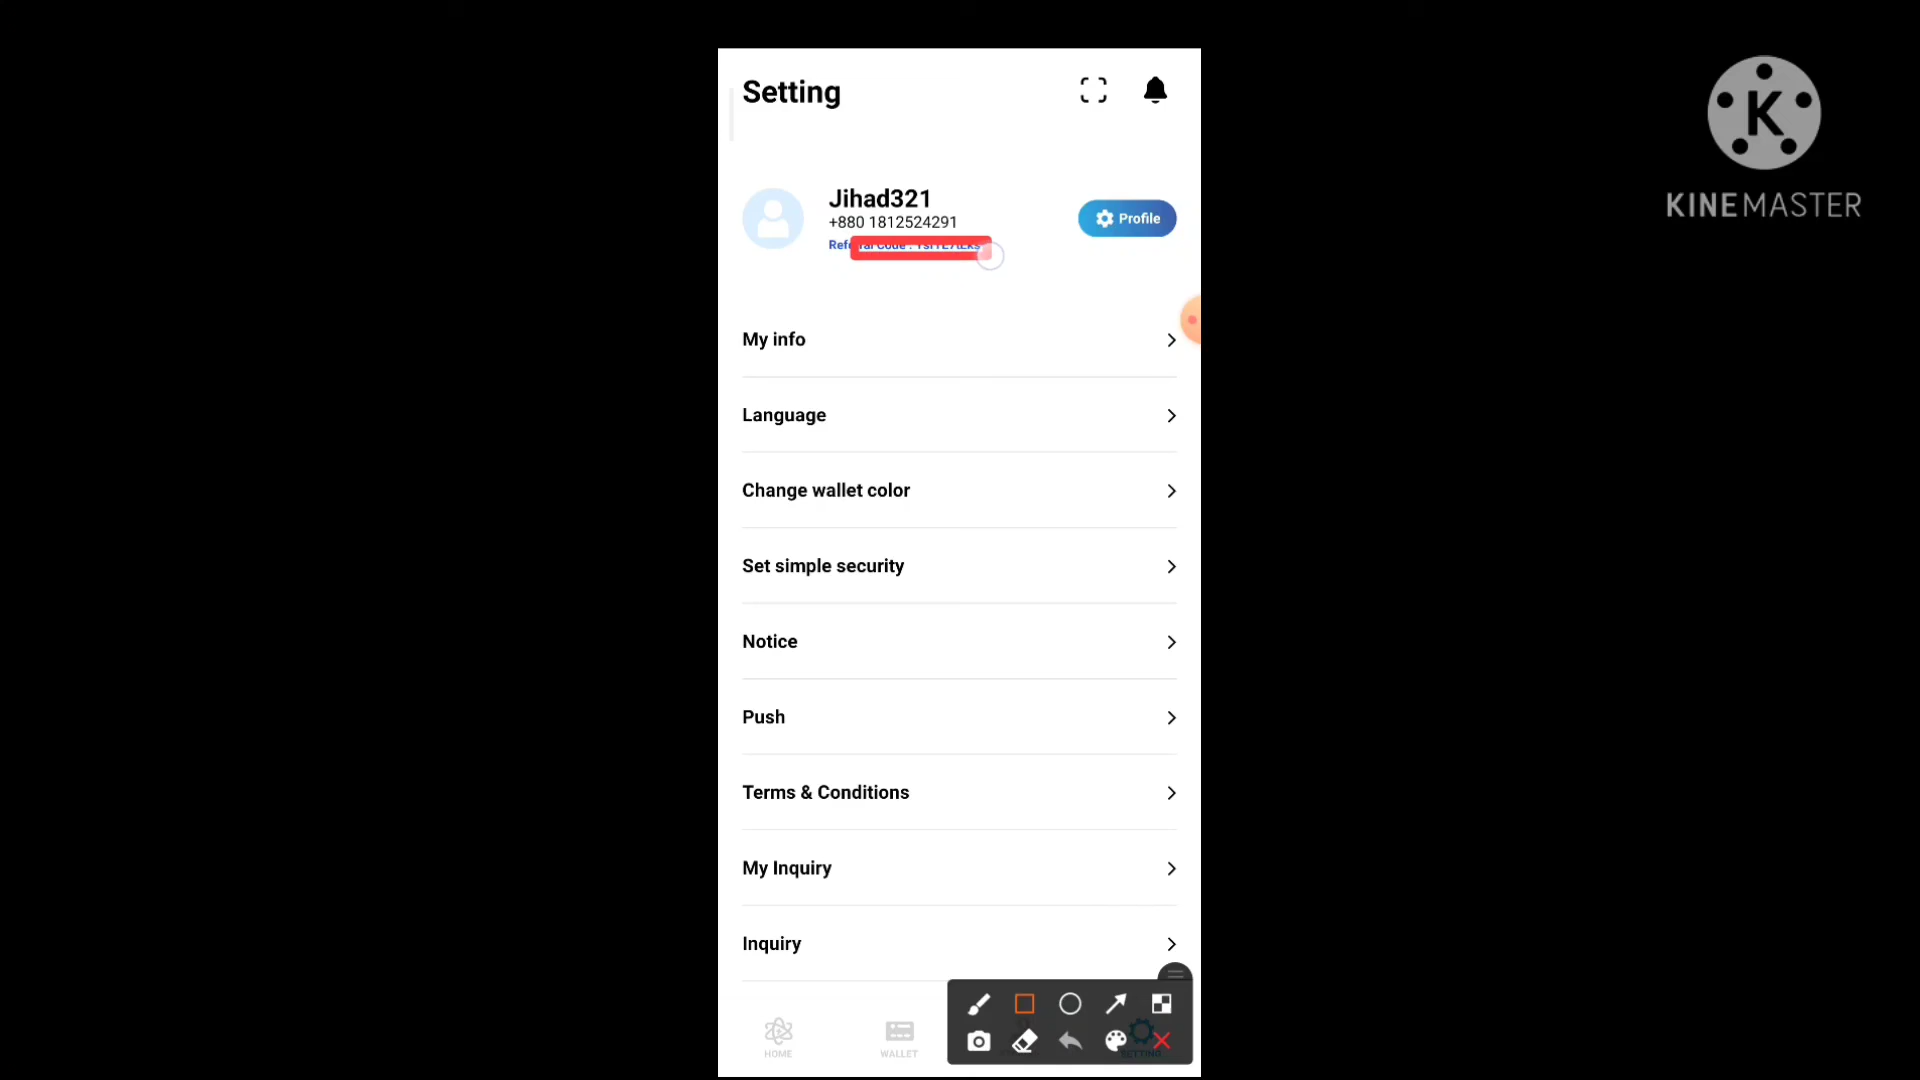 Setting
Jihad321
+880 1812524291
Profile
My info
Language
Change wallet color
Set simple security
Notice
Push
Terms & Conditions
My Inquiry
Inquiry
HOME
WALLET
SETTING
K
KINEMASTER